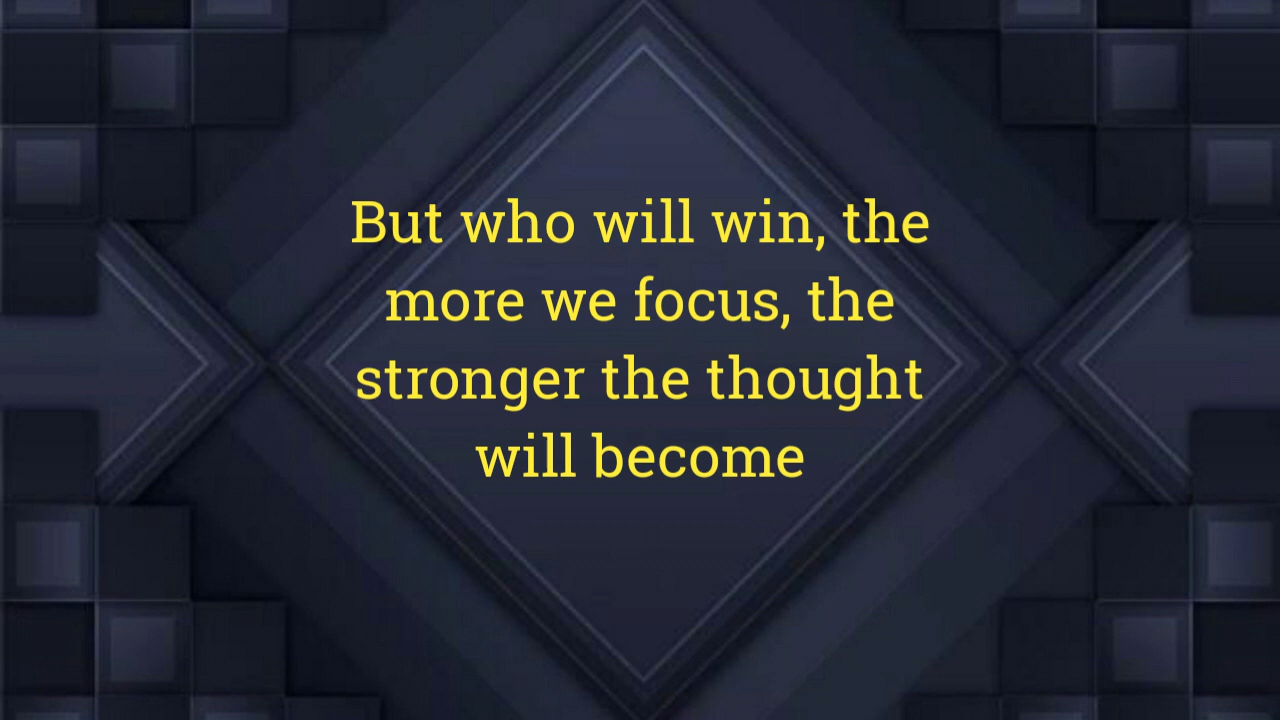 But who will win, the
more we focus, the
stronger the thought
will become